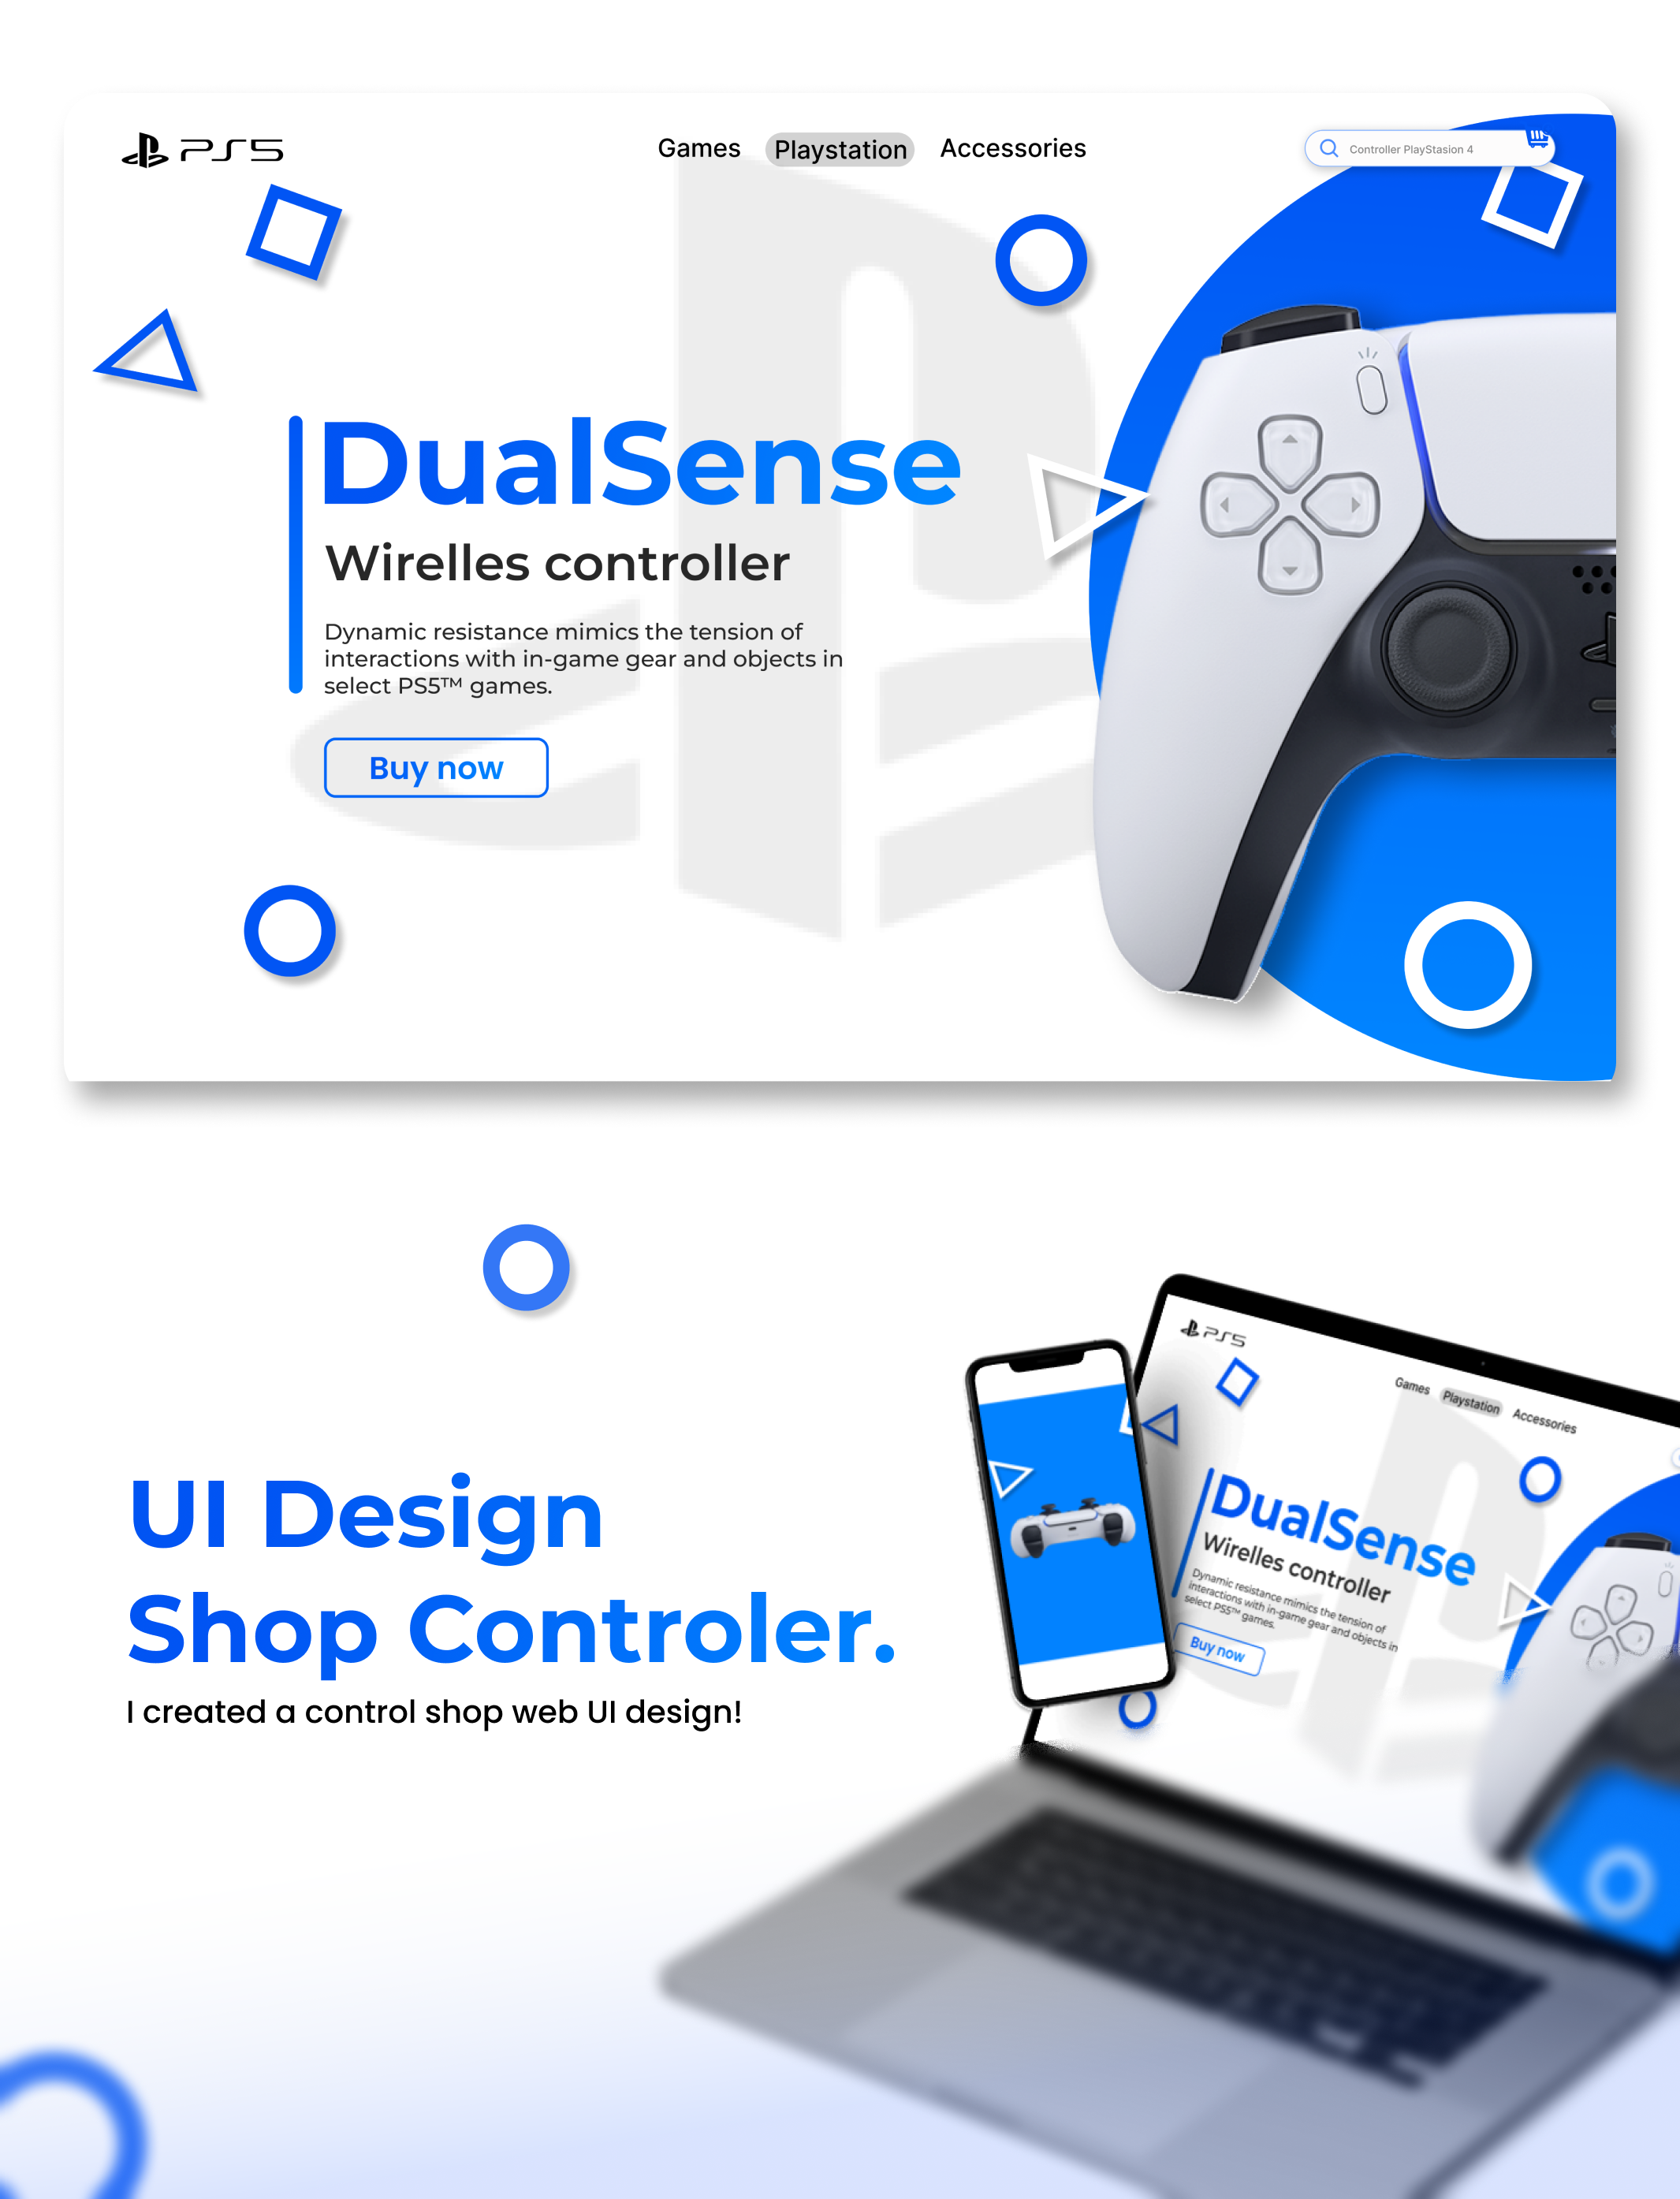 PS5
Games Playstation Accessories
Controller PlayStasion 4
DualSense
Wirelles controller
Dynamic resistance mimics the tension of
interactions with in-game gear and objects in
select PS5™ games.
Buy now
UI Design
Shop Controler.
I created a control shop web UI design!
PS5
Games Playstation Accessories
DualSense
Wirelles controller
Dynamic resistance mimics the tension of
interactions with in-game gear and objects in
select PS5™ games.
Buy now